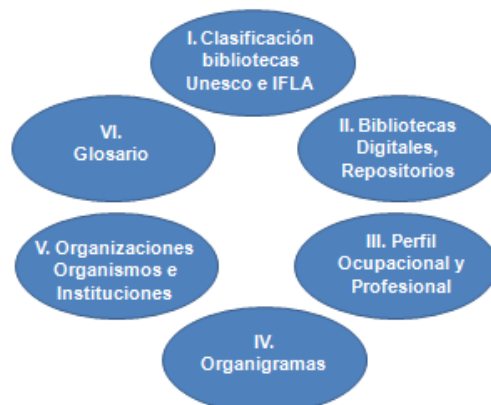 I. Clasificación
bibliotecas
Unesco e IFLA
II. Bibliotecas
Digitales,
Repositorios
III. Perfil
Ocupacional y
Profesional
IV.
Organigramas
V. Organizaciones
Organismos e
Instituciones
VI.
Glosario